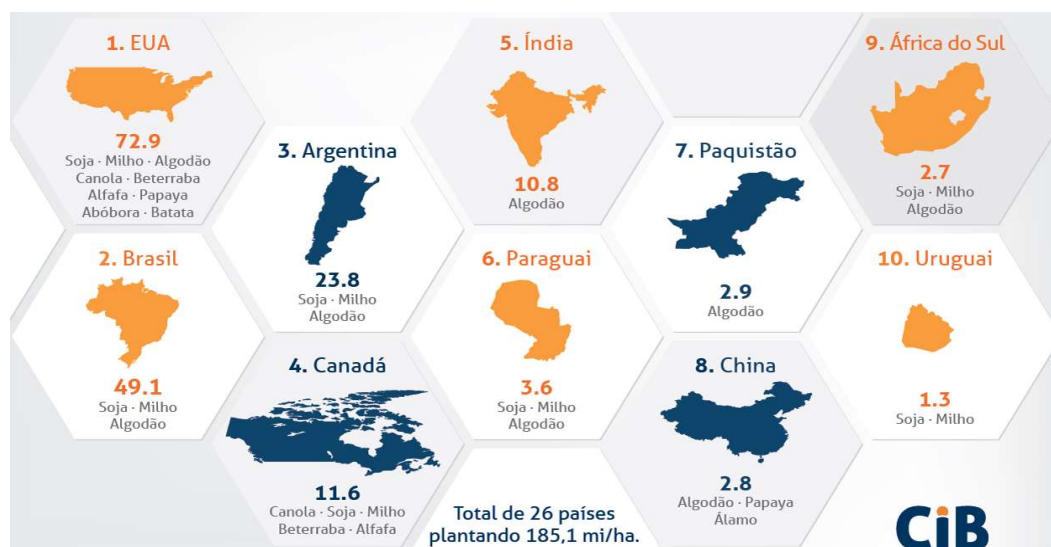 1. EUA
72.9
Soja · Milho · Algodão
Canola · Beterraba
Alfafa · Papaya
Abóbora · Batata
2. Brasil
49.1
Soja · Milho
Algodão
3. Argentina
23.8
Soja · Milho
Algodão
4. Canadá
11.6
Canola · Soja · Milho
Beterraba · Alfafa
5. Índia
10.8
Algodão
6. Paraguai
3.6
Soja · Milho
Algodão
7. Paquistão
2.9
Algodão
8. China
2.8
Algodão · Papaya
Álamo
9. África do Sul
2.7
Soja · Milho
Algodão
10. Uruguai
1.3
Soja · Milho
Total de 26 países
plantando 185,1 mi/ha.
CiB